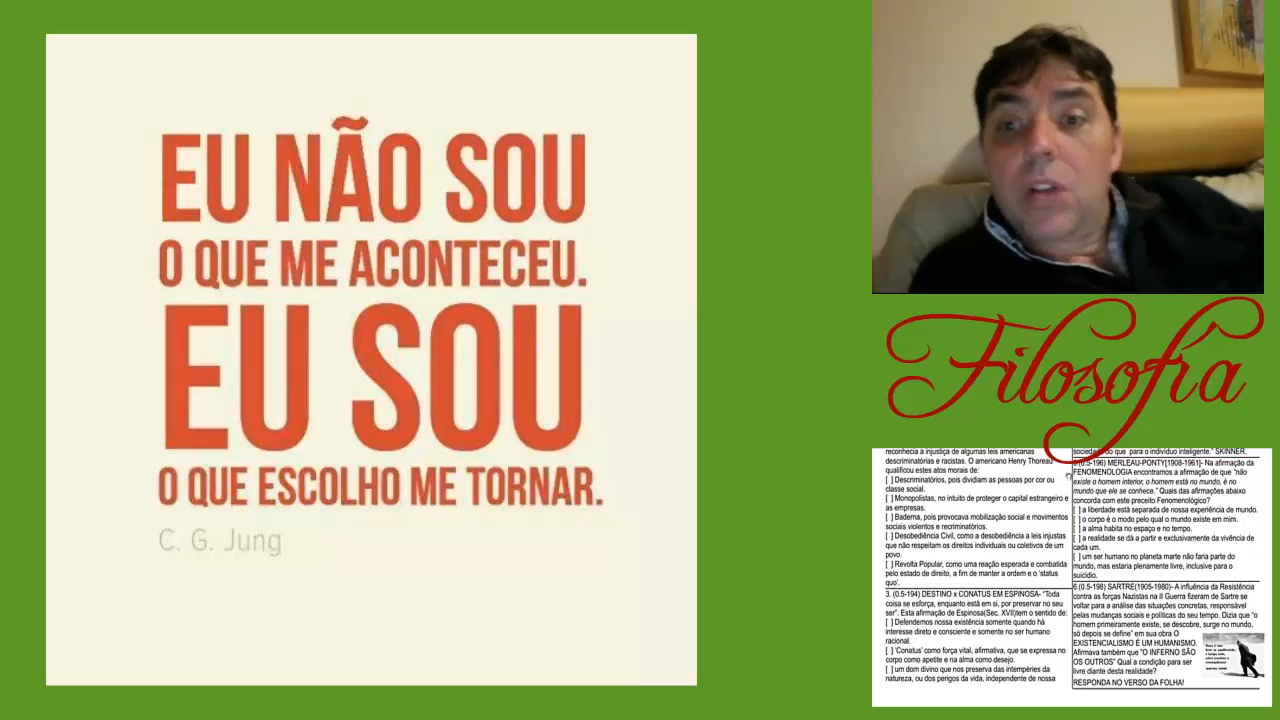 EU NÃO SOU
O QUE ME ACONTECEU.
EU SOU
O QUE ESCOLHO ME TORNAR.
C. G. Jung
Filosofía
reconhecia a injustiça de algumas leis americanas
descriminatórias e racistas. O americano Henry Thoreau
qualificou estes atos morais de:
[ ] Descriminatórios, pois dividiam as pessoas por cor ou
classe social.
[ ] Monopolistas, no intuito de proteger o capital estrangeiro e
as empresas.
[ ] Baderna, pois provocava mobilização social e movimentos
sociais violentos e recriminatórios.
[ ] Desobediência Civil, como a desobediência a leis injustas
que não respeitam os direitos individuais ou coletivos de um
povo.
[ ] Revolta Popular, como uma reação esperada e combatida
pelo estado de direito, a fim de manter a ordem e o 'status
quo'.
3. (0.5-194) DESTINO x CONATUS EM ESPINOSA- "Toda
coisa se esforça, enquanto está em si, por preservar no seu
ser". Esta afirmação de Espinosa(Sec. XVII)tem o sentido de:
[ ] Defendemos nossa existência somente quando há
interesse direto e consciente e somente no ser humano
racional.
[ ] 'Conatus' como força vital, afirmativa, que se expressa no
corpo como apetite e na alma como desejo.
[ ] um dom divino que nos preserva das intempéries da
natureza, ou dos perigos da vida, independente de nossa
do que para o indivíduo inteligente." SKINNER.
(0.5-196) MERLEAU-PONTY[1908-1961]- Na afirmação da
FENOMENOLOGIA encontramos a afirmação de que "não
existe o homem interior, o homem está no mundo, é no
mundo que ele se conhece." Quais das afirmações abaixo
concorda com este preceito Fenomenológico?
[ ] a liberdade está separada de nossa experiência de mundo.
[ ] o corpo é o modo pelo qual o mundo existe em mim.
[ ] a alma habita no espaço e no tempo.
[ ] a realidade se dá a partir e exclusivamente da vivência de
cada um.
[ ] um ser humano no planeta marte não faria parte do
mundo, mas estaria plenamente livre, inclusive para o
suicídio.
6.(0.5-198) SARTRE(1905-1980)- A influência da Resistência
contra as forças Nazistas na II Guerra fizeram de Sartre se
voltar para a análise das situações concretas, responsável
pelas mudanças sociais e políticas do seu tempo. Dizia que "o
homem primeiramente existe, se descobre, surge no mundo,
só depois se define" em sua obra O
EXISTENCIALISMO É UM HUMANISMO.
Afirmava também que "O INFERNO SÃO
OS OUTROS" Qual a condição para ser
livre diante desta realidade?
RESPONDA NO VERSO DA FOLHA!